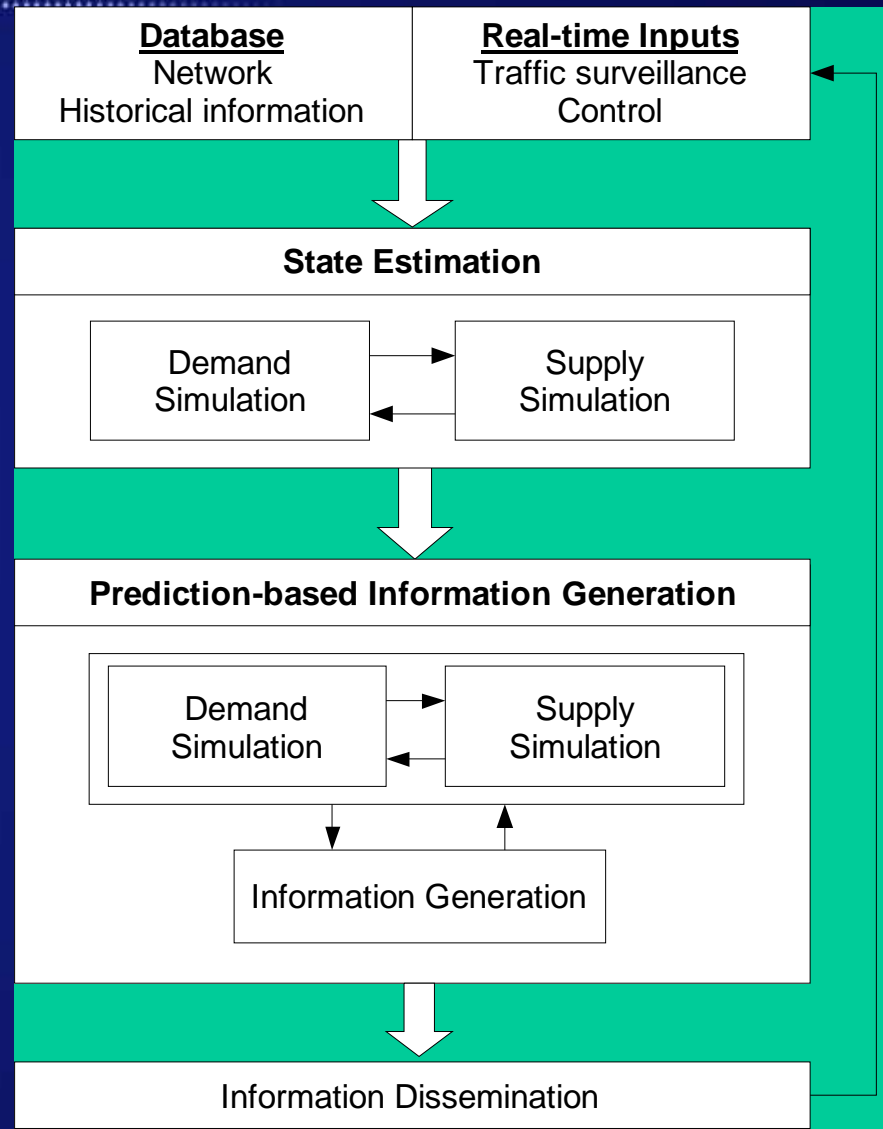 Database
Network
Historical information
Real-time Inputs
Traffic surveillance
Control
State Estimation
Demand
Simulation
Supply
Simulation
Prediction-based Information Generation
Demand
Simulation
Supply
Simulation
Information Generation
Information Dissemination